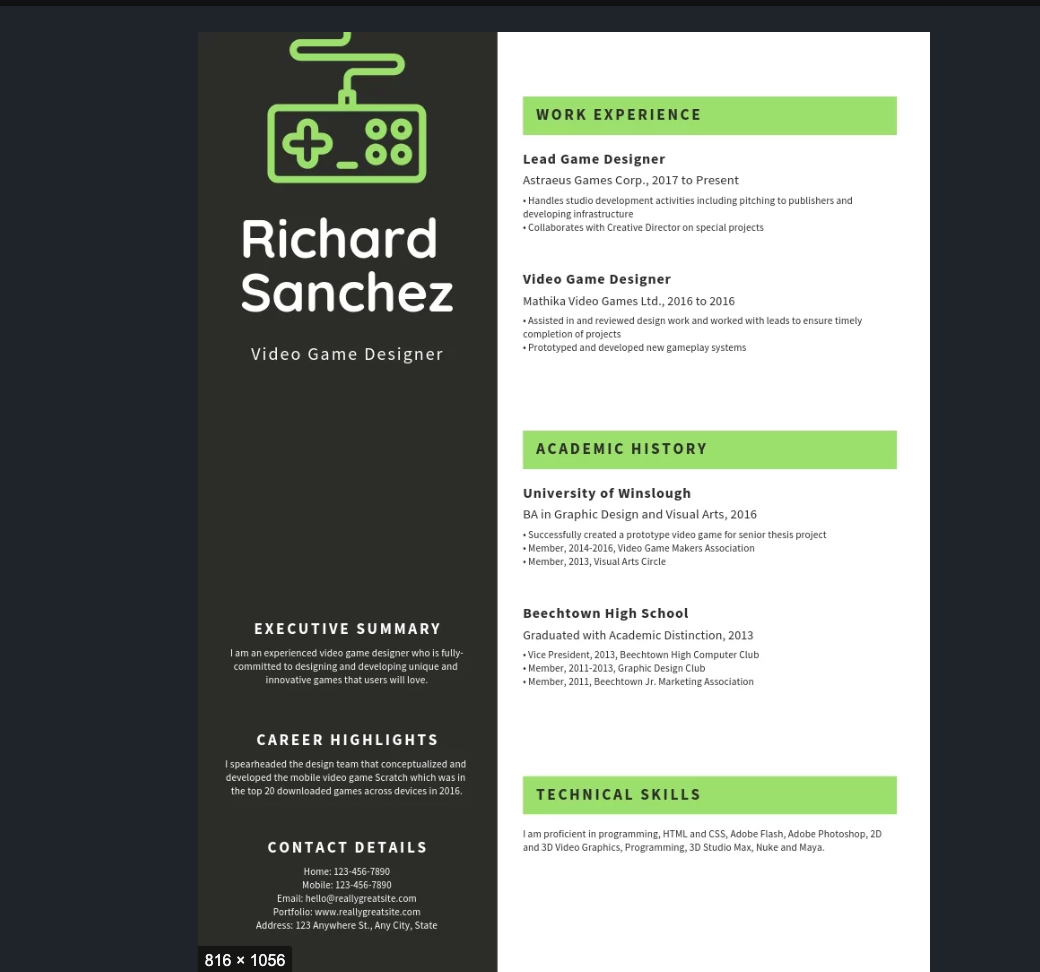 Richard
Sanchez
Video Game Designer
EXECUTIVE SUMMARY
I am an experienced video game designer who is fully-
committed to designing and developing unique and
innovative games that users will love.
CAREER HIGHLIGHTS
I spearheaded the design team that conceptualized and
developed the mobile video game Scratch which was in
the top 20 downloaded games across devices in 2016.
CONTACT DETAILS
Home: 123-456-7890
Mobile: 123-456-7890
Email: hello@reallygreatsite.com
Portfolio: www.reallygreatsite.com
Address: 123 Anywhere St., Any City, State
816 × 1056
WORK EXPERIENCE
Lead Game Designer
Astraeus Games Corp., 2017 to Present
• Handles studio development activities including pitching to publishers and
developing infrastructure
• Collaborates with Creative Director on special projects
Video Game Designer
Mathika Video Games Ltd., 2016 to 2016
• Assisted in and reviewed design work and worked with leads to ensure timely
completion of projects
• Prototyped and developed new gameplay systems
ACADEMIC HISTORY
University of Winslough
BA in Graphic Design and Visual Arts, 2016
• Successfully created a prototype video game for senior thesis project
• Member, 2014-2016, Video Game Makers Association
• Member, 2013, Visual Arts Circle
Beechtown High School
Graduated with Academic Distinction, 2013
• Vice President, 2013, Beechtown High Computer Club
• Member, 2011-2013, Graphic Design Club
• Member, 2011, Beechtown Jr. Marketing Association
TECHNICAL SKILLS
I am proficient in programming, HTML and CSS, Adobe Flash, Adobe Photoshop, 2D
and 3D Video Graphics, Programming, 3D Studio Max, Nuke and Maya.